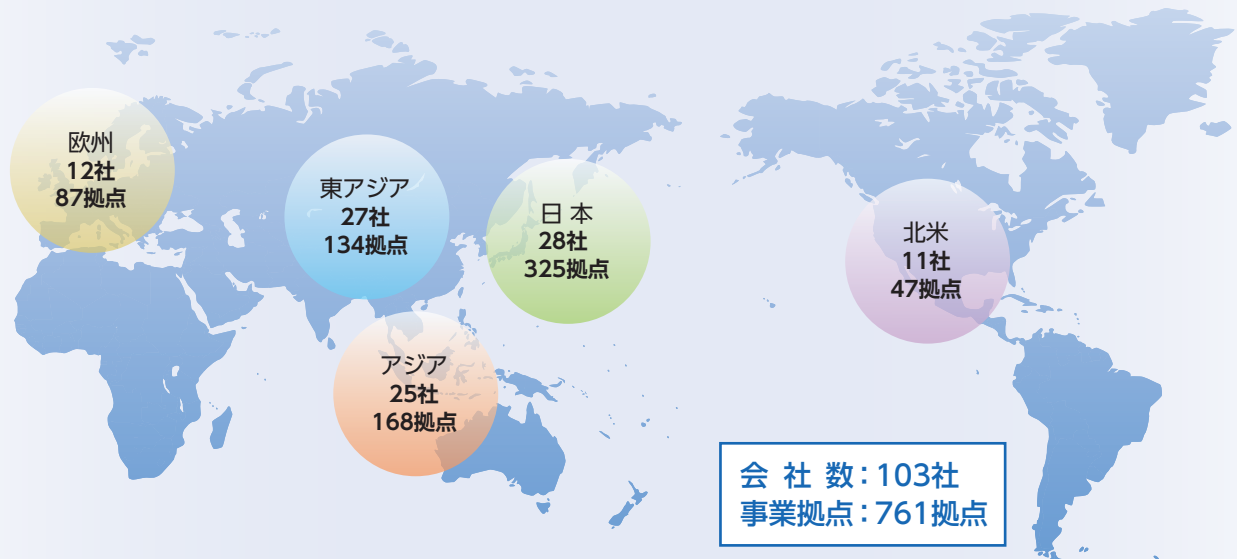 欧州
12社
87拠点
東アジア
27社
134拠点
日 本
28社
325拠点
北米
11社
47拠点
アジア
25社
168拠点
会 社 数：103社
事業拠点：761拠点